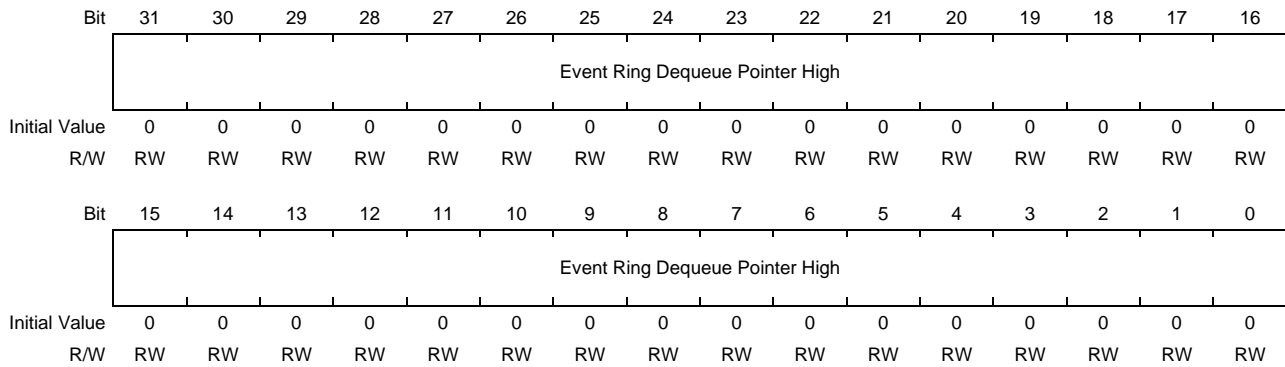 Bit 31 30 29 28 27 26 25 24 23 22 21 20 19 18 17 16
Event Ring Dequeue Pointer High
Initial Value 0 0 0 0 0 0 0 0 0 0 0 0 0 0 0 0
R/W RW RW RW RW RW RW RW RW RW RW RW RW RW RW RW RW
Bit 15 14 13 12 11 10 9 8 7 6 5 4 3 2 1 0
Event Ring Dequeue Pointer High
Initial Value 0 0 0 0 0 0 0 0 0 0 0 0 0 0 0 0
R/W RW RW RW RW RW RW RW RW RW RW RW RW RW RW RW RW